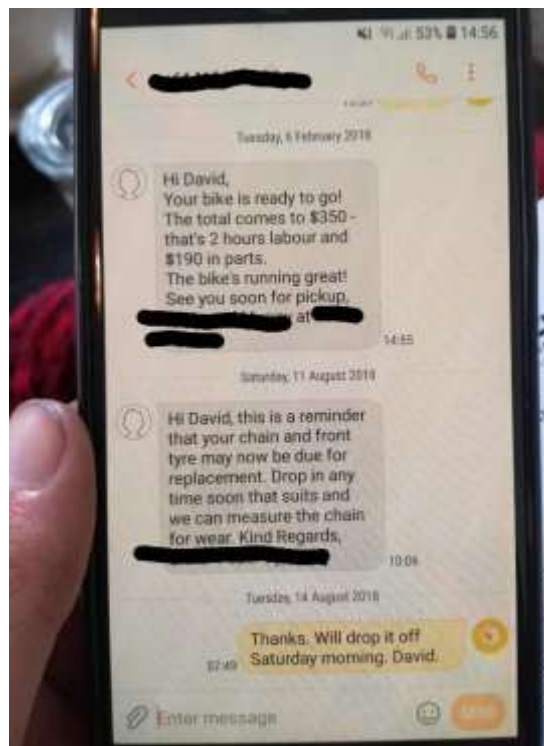 53% 14:56
Tuesday, 6 February 2018
Hi David,
Your bike is ready to go!
The total comes to $350 -
that's 2 hours labour and
$190 in parts.
The bike's running great!
See you soon for pickup,
at
14:55
Saturday, 11 August 2018
Hi David, this is a reminder
that your chain and front
tyre may now be due for
replacement. Drop in any
time soon that suits and
we can measure the chain
for wear. Kind Regards,
10:06
Tuesday, 14 August 2018
Thanks. Will drop it off
07:49 Saturday morning. David.
Enter message